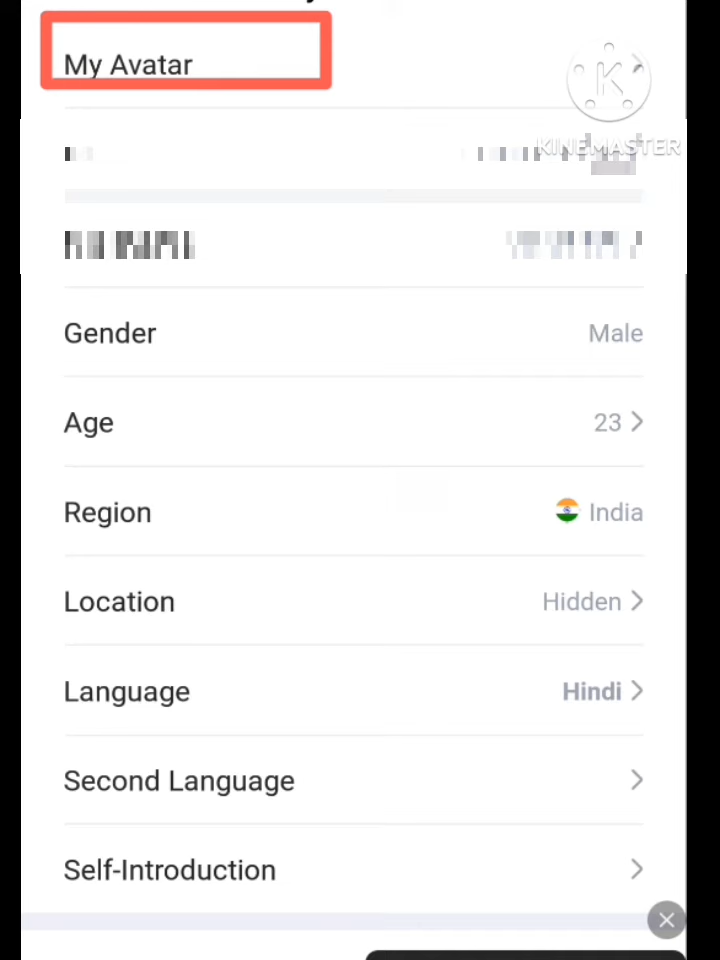 My Avatar
K
KINEMASTER
Gender Male
Age 23
Region India
Location Hidden
Language Hindi
Second Language
Self-Introduction